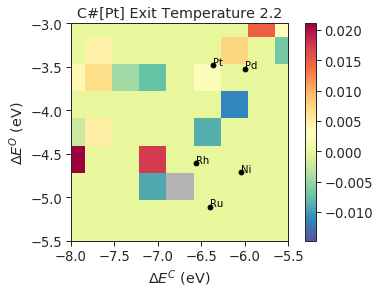 C#[Pt] Exit Temperature 2.2
−3.0
−3.5
−4.0
−4.5
−5.0
−5.5
ΔE^O (eV)
Pt
Pd
Rh
Ni
Ru
−8.0 −7.5 −7.0 −6.5 −6.0 −5.5
ΔE^C (eV)
0.020
0.015
0.010
0.005
0.000
−0.005
−0.010